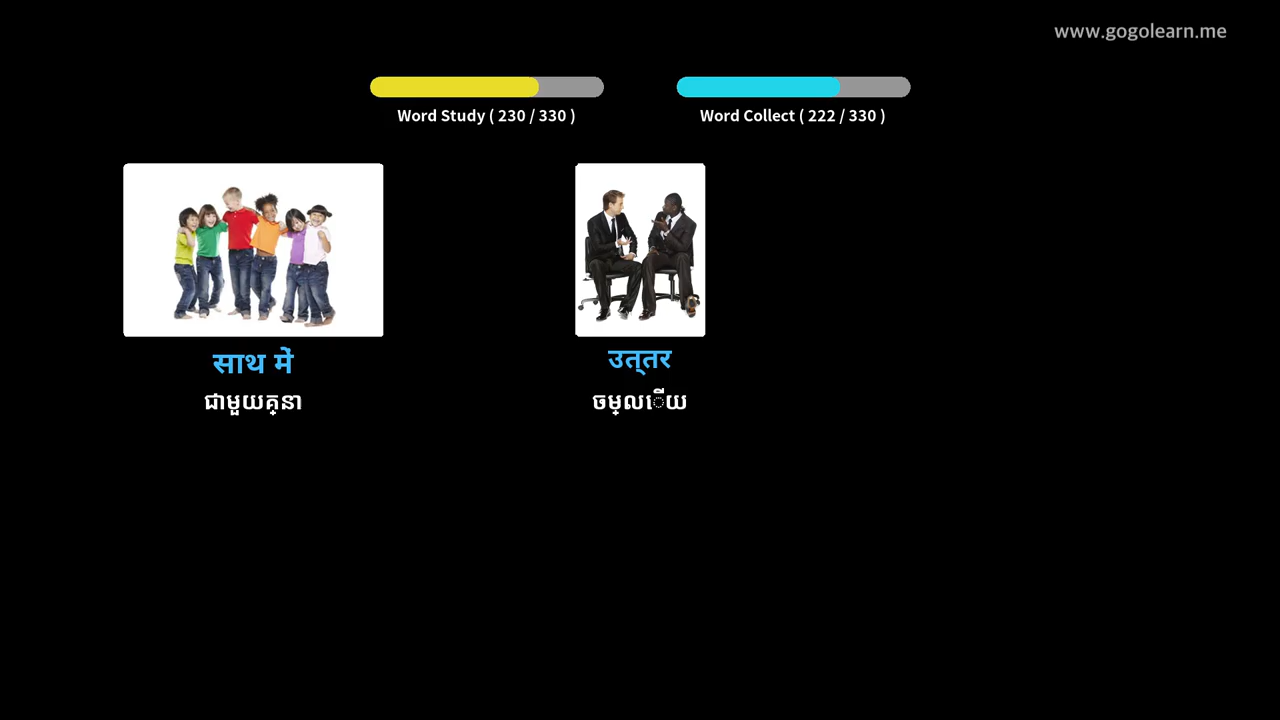 www.gogolearn.me
Word Study ( 230 / 330 )
Word Collect ( 222 / 330 )
साथ में
ជាមួយគ្នា
उत्तर
ចម្លើយ